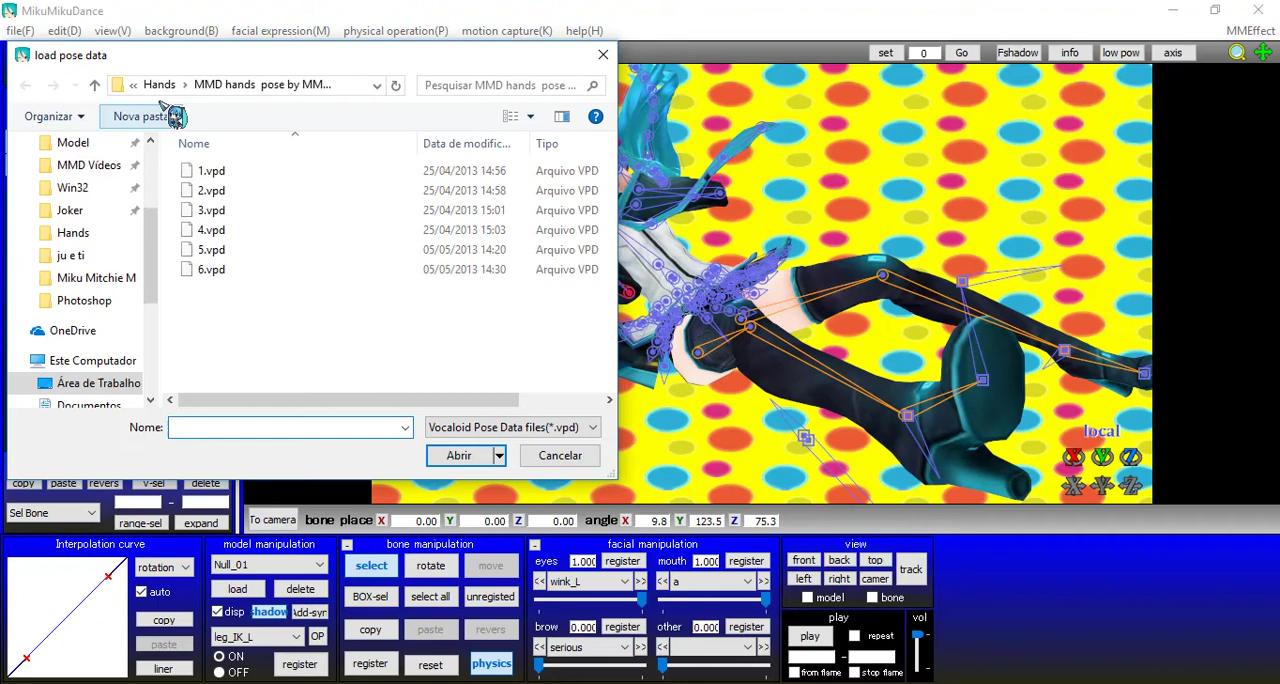 MikuMikuDance
file(F) edit(D) view(V) background(B) facial expression(M) physical operation(P) motion capture(K) help(H) MMEffect
load pose data
set 0 Go Fshadow info low pow axis
« Hands › MMD hands pose by MM... Pesquisar MMD hands pose ...
Organizar Nova pasta
Nome Data de modific... Tipo
Model
MMD Vídeos
Win32
Joker
Hands
ju e ti
Miku Mitchie M
Photoshop
OneDrive
Este Computador
Área de Trabalho
Documentos
1.vpd 25/04/2013 14:56 Arquivo VPD
2.vpd 25/04/2013 14:58 Arquivo VPD
3.vpd 25/04/2013 15:01 Arquivo VPD
4.vpd 25/04/2013 15:03 Arquivo VPD
5.vpd 05/05/2013 14:20 Arquivo VPD
6.vpd 05/05/2013 14:30 Arquivo VPD
Nome: Vocaloid Pose Data files(*.vpd)
Abrir Cancelar
local
X Y Z
X Y Z
copy paste revers v-sel delete
Sel Bone - range-sel expand
To camera bone place X 0.00 Y 0.00 Z 0.00 angle X 9.8 Y 123.5 Z 75.3
Interpolation curve
rotation
auto
copy
paste
liner
model manipulation
Null_01
load delete
disp shadow Add-syn
leg_IK_L OP
ON
OFF
register
- bone manipulation
select rotate move
BOX-sel select all unregisted
copy paste revers
register reset physics
- facial manipulation
eyes 1.000 register mouth 1.000 register
<< wink_L >> << a >>
brow 0.000 register other 0.000 register
<< serious >> << >>
view
front back top
left right camer
track
model bone
play
play repeat
-
from flame stop flame
vol